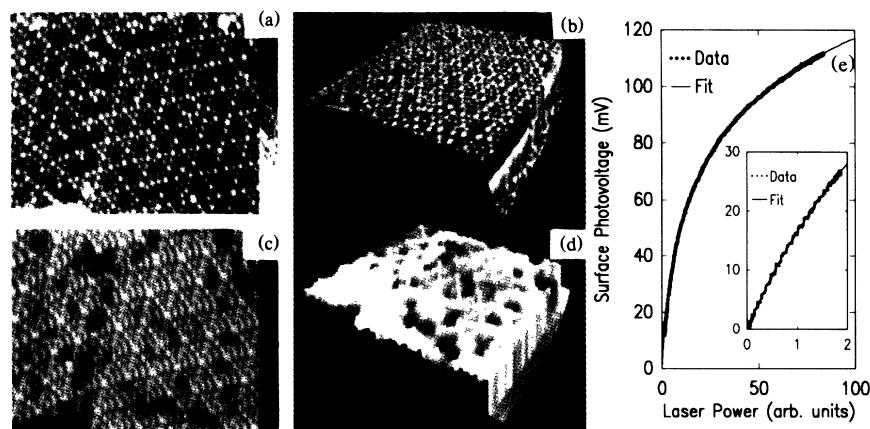 (a)
(b)
(c)
(d)
(e)
Surface Photovoltage (mV)
120
100
80
60
40
20
0
Data
Fit
30
20
10
0
Data
Fit
0
1
2
0
50
100
Laser Power (arb. units)